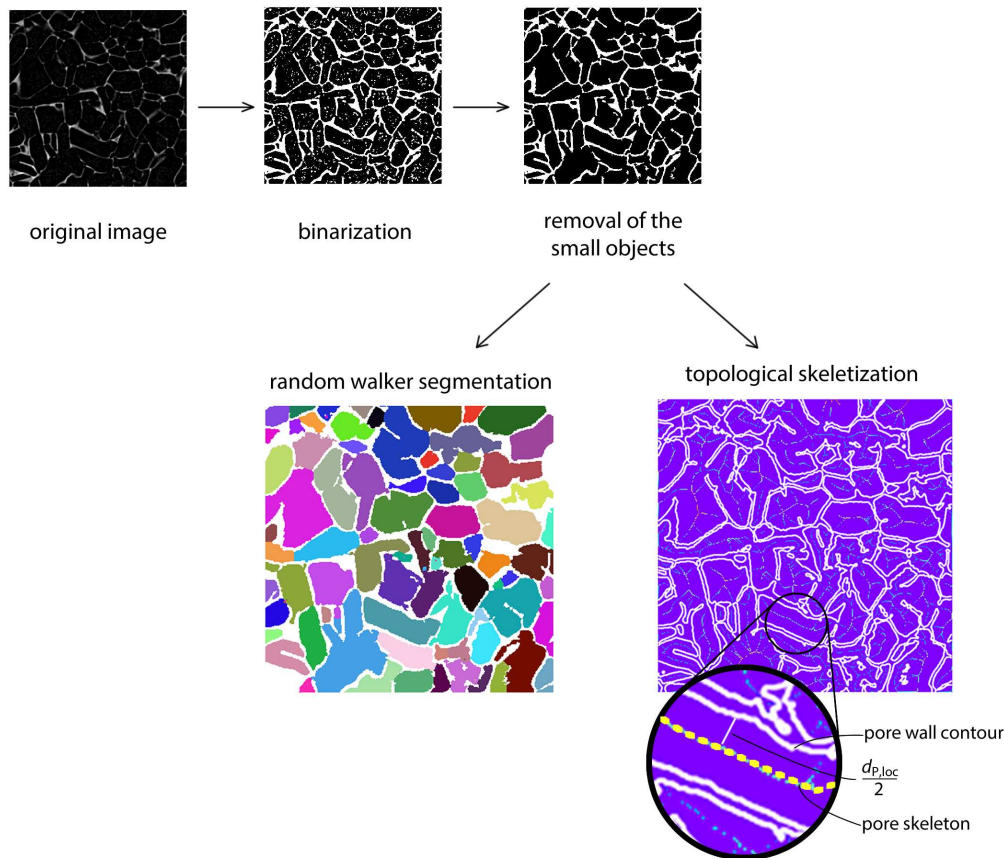 original image
binarization
removal of the
small objects
random walker segmentation
topological skeletization
pore wall contour
d_P,loc
2
pore skeleton